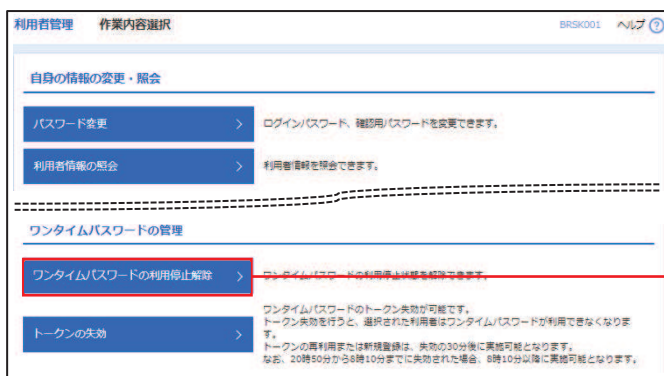 利用者管理 作業内容選択 BRSK001 ヘルプ ?
自身の情報の変更・照会
パスワード変更 > ログインパスワード、確認用パスワードを変更できます。
利用者情報の照会 > 利用者情報を照会できます。
ワンタイムパスワードの管理
ワンタイムパスワードの利用停止解除 > ワンタイムパスワードの利用停止状態を解除できます。
ワンタイムパスワードのトークン失効が可能です。
トークン失効を行うと、選択された利用者はワンタイムパスワードが利用できなくなりま
す。
トークンの失効 >
トークンの再利用または新規登録は、失効の30分後に実施可能となります。
なお、20時50分から8時10分までに失効された場合、8時10分以降に実施可能となります。